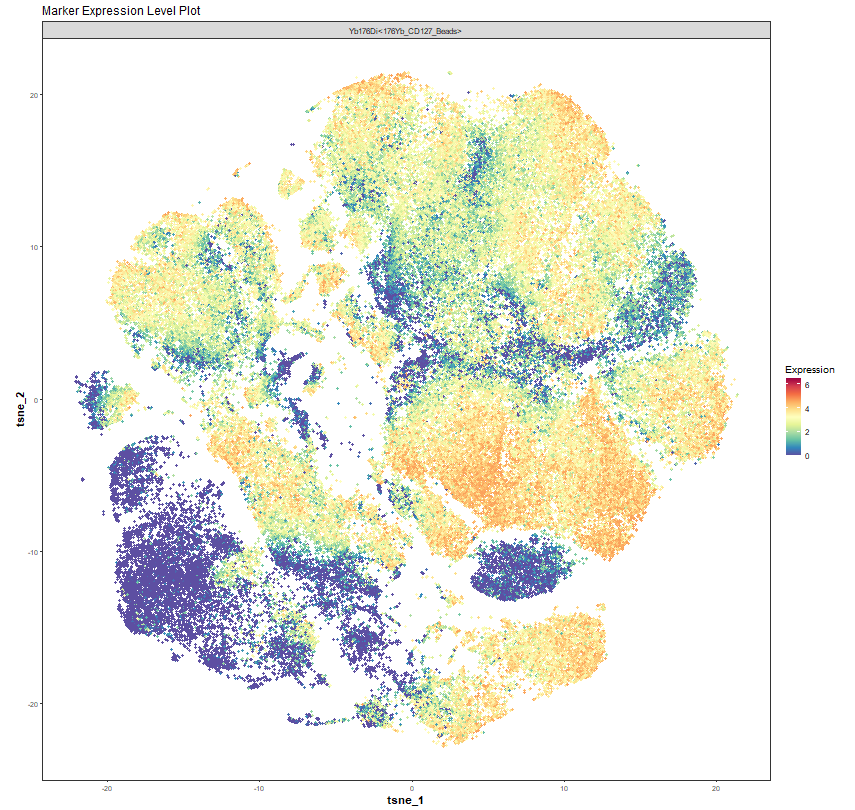 Marker Expression Level Plot
Yb176Di<176Yb_CD127_Beads>
20
10
0
-10
-20
tsne_2
-20
-10
0
10
20
tsne_1
Expression
6
4
2
0